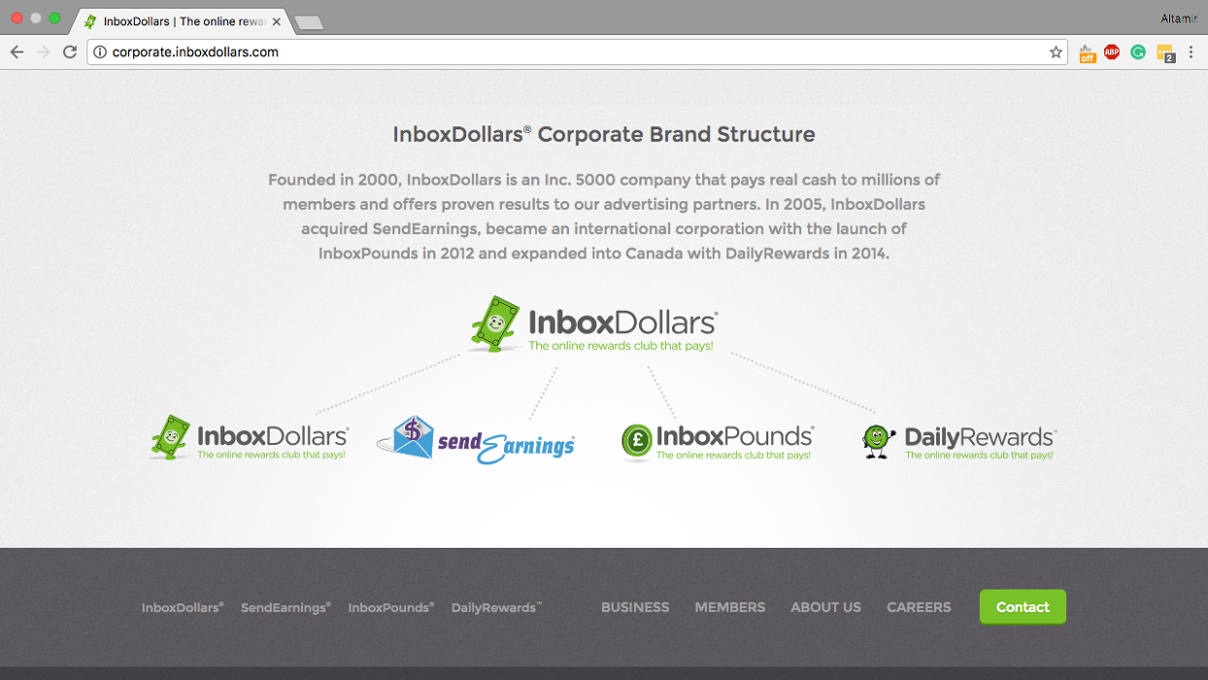 InboxDollars | The online rewa
Altamir
corporate.inboxdollars.com
off
ABP
2
InboxDollars® Corporate Brand Structure
Founded in 2000, InboxDollars is an Inc. 5000 company that pays real cash to millions of
members and offers proven results to our advertising partners. In 2005, InboxDollars
acquired SendEarnings, became an international corporation with the launch of
InboxPounds in 2012 and expanded into Canada with DailyRewards in 2014.
InboxDollars®
The online rewards club that pays!
InboxDollars®
The online rewards club that pays!
$
sendEarnings®
£
InboxPounds®
The online rewards club that pays!
DailyRewards™
The online rewards club that pays!
InboxDollars® SendEarnings® InboxPounds® DailyRewards™ BUSINESS MEMBERS ABOUT US CAREERS Contact